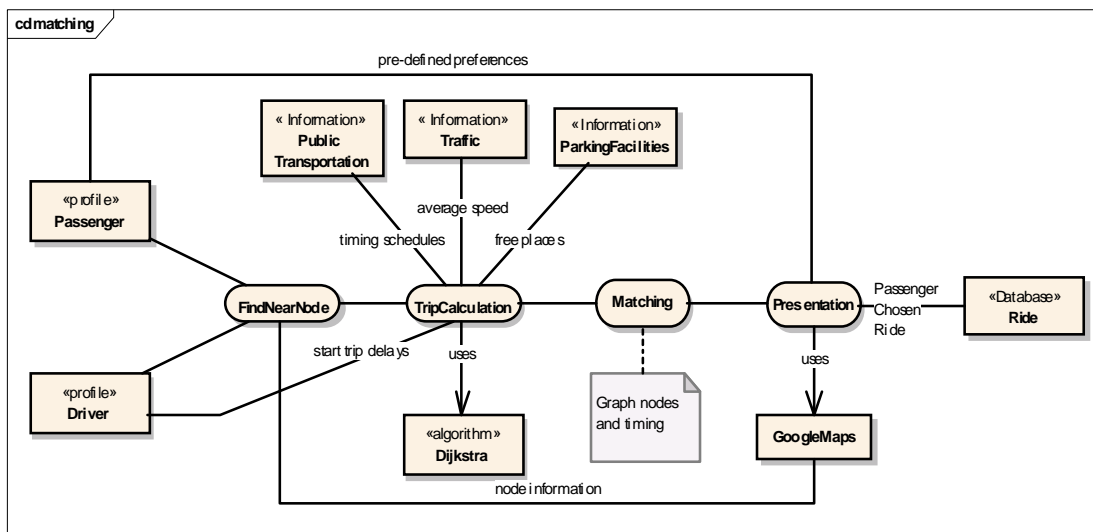 cd matching
pre-defined preferences
« Information»
Public
Transportation
« Information»
Traffic
«Information»
ParkingFacilities
«profile»
Passenger
average speed
timing schedules
free places
FindNearNode
TripCalculation
Matching
Presentation
Passenger
Chosen
Ride
«Database»
Ride
start trip delays
uses
uses
«profile»
Driver
Graph nodes
and timing
«algorithm»
Dijkstra
GoogleMaps
node information